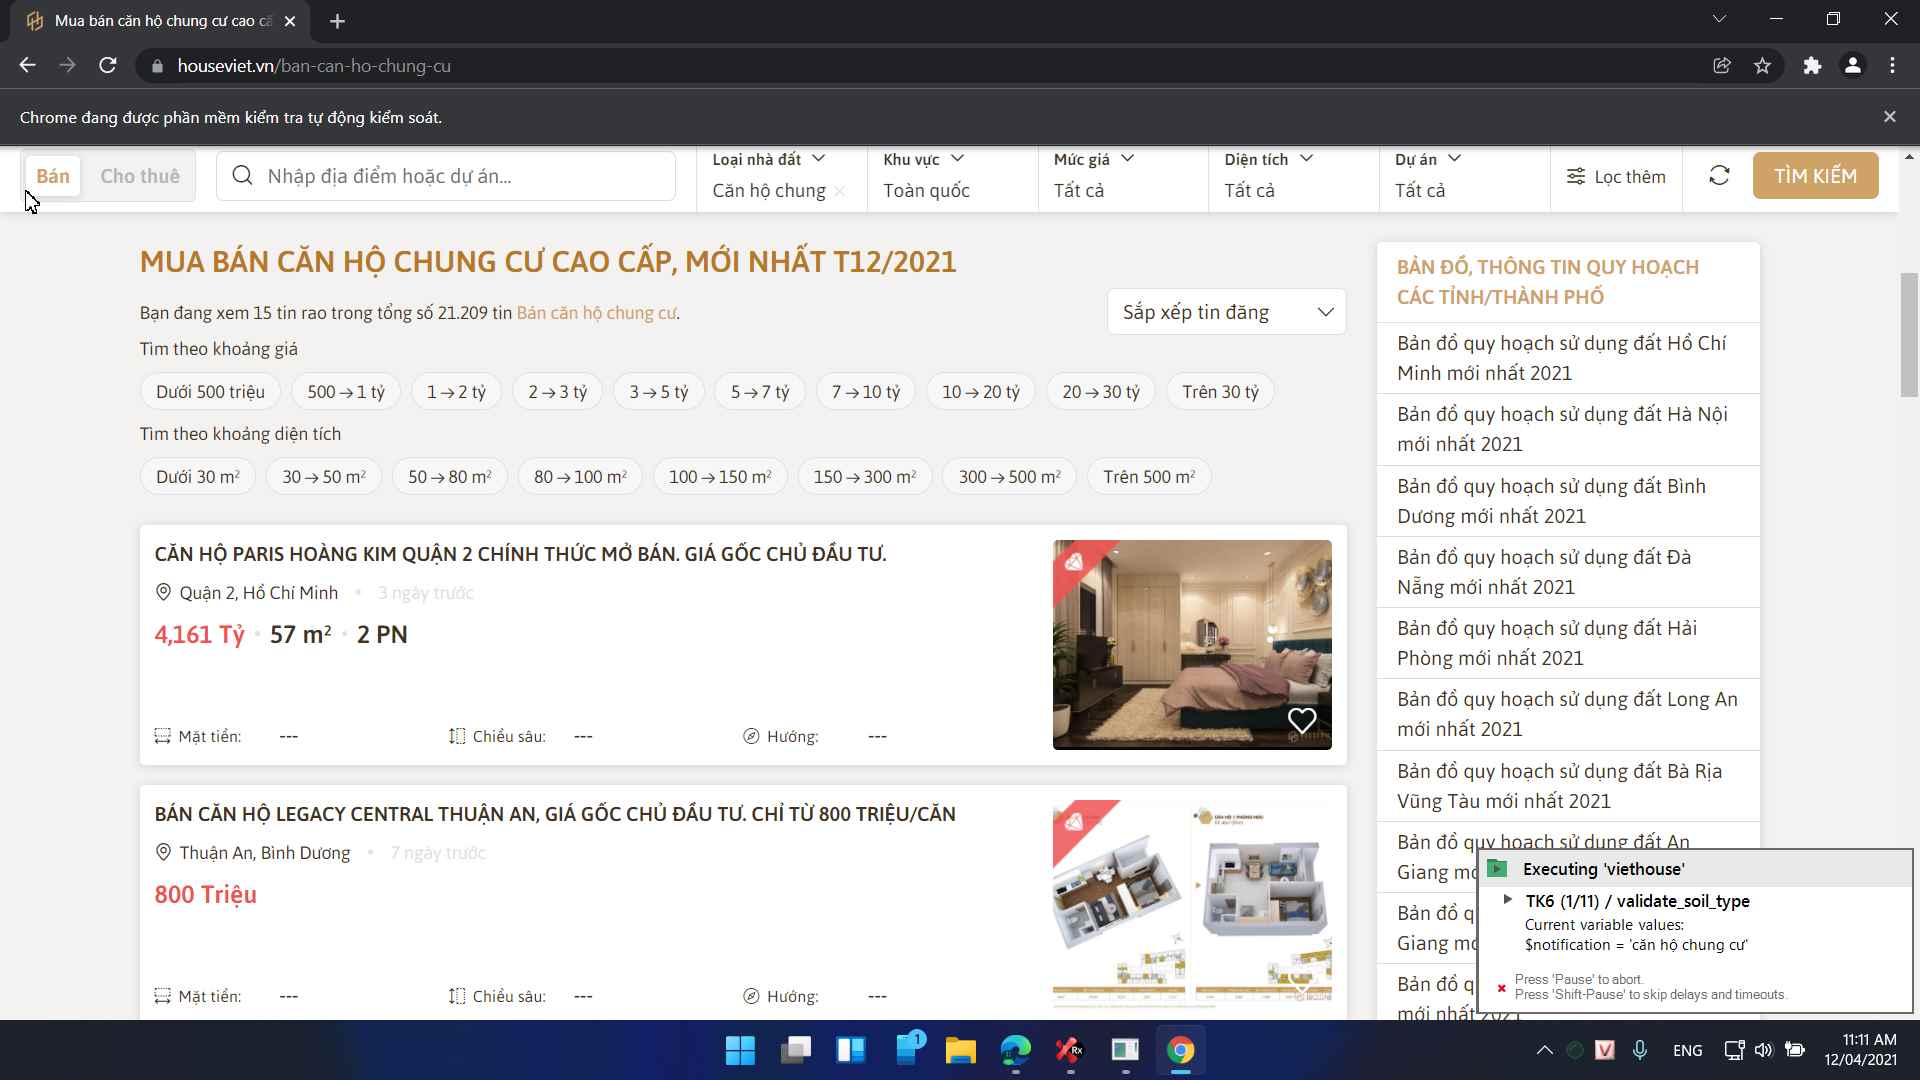 Mua bán căn hộ chung cư cao cấ
houseviet.vn/ban-can-ho-chung-cu
Chrome đang được phần mềm kiểm tra tự động kiểm soát.
Bán
Cho thuê
Nhập địa điểm hoặc dự án...
Loại nhà đất
Căn hộ chung
Khu vực
Toàn quốc
Mức giá
Tất cả
Diện tích
Tất cả
Dự án
Tất cả
Lọc thêm
TÌM KIẾM
MUA BÁN CĂN HỘ CHUNG CƯ CAO CẤP, MỚI NHẤT T12/2021
Bạn đang xem 15 tin rao trong tổng số 21.209 tin Bán căn hộ chung cư.
Sắp xếp tin đăng
Tìm theo khoảng giá
Dưới 500 triệu
500 → 1 tỷ
1 → 2 tỷ
2 → 3 tỷ
3 → 5 tỷ
5 → 7 tỷ
7 → 10 tỷ
10 → 20 tỷ
20 → 30 tỷ
Trên 30 tỷ
Tìm theo khoảng diện tích
Dưới 30 m²
30 → 50 m²
50 → 80 m²
80 → 100 m²
100 → 150 m²
150 → 300 m²
300 → 500 m²
Trên 500 m²
CĂN HỘ PARIS HOÀNG KIM QUẬN 2 CHÍNH THỨC MỞ BÁN. GIÁ GỐC CHỦ ĐẦU TƯ.
Quận 2, Hồ Chí Minh • 3 ngày trước
4,161 Tỷ • 57 m² • 2 PN
Mặt tiền: ---
Chiều sâu: ---
Hướng: ---
BÁN CĂN HỘ LEGACY CENTRAL THUẬN AN, GIÁ GỐC CHỦ ĐẦU TƯ. CHỈ TỪ 800 TRIỆU/CĂN
Thuận An, Bình Dương • 7 ngày trước
800 Triệu
Mặt tiền: ---
Chiều sâu: ---
Hướng: ---
BẢN ĐỒ, THÔNG TIN QUY HOẠCH
CÁC TỈNH/THÀNH PHỐ
Bản đồ quy hoạch sử dụng đất Hồ Chí
Minh mới nhất 2021
Bản đồ quy hoạch sử dụng đất Hà Nội
mới nhất 2021
Bản đồ quy hoạch sử dụng đất Bình
Dương mới nhất 2021
Bản đồ quy hoạch sử dụng đất Đà
Nẵng mới nhất 2021
Bản đồ quy hoạch sử dụng đất Hải
Phòng mới nhất 2021
Bản đồ quy hoạch sử dụng đất Long An
mới nhất 2021
Bản đồ quy hoạch sử dụng đất Bà Rịa
Vũng Tàu mới nhất 2021
Bản đồ quy hoạch sử dụng đất An
Giang
Bản đồ
Giang
Bản đồ
mới nhất 2021
Executing 'viethouse'
TK6 (1/11) / validate_soil_type
Current variable values:
$notification = 'căn hộ chung cư'
Press 'Pause' to abort.
Press 'Shift-Pause' to skip delays and timeouts.
1
Rx
V
ENG
11:11 AM
12/04/2021